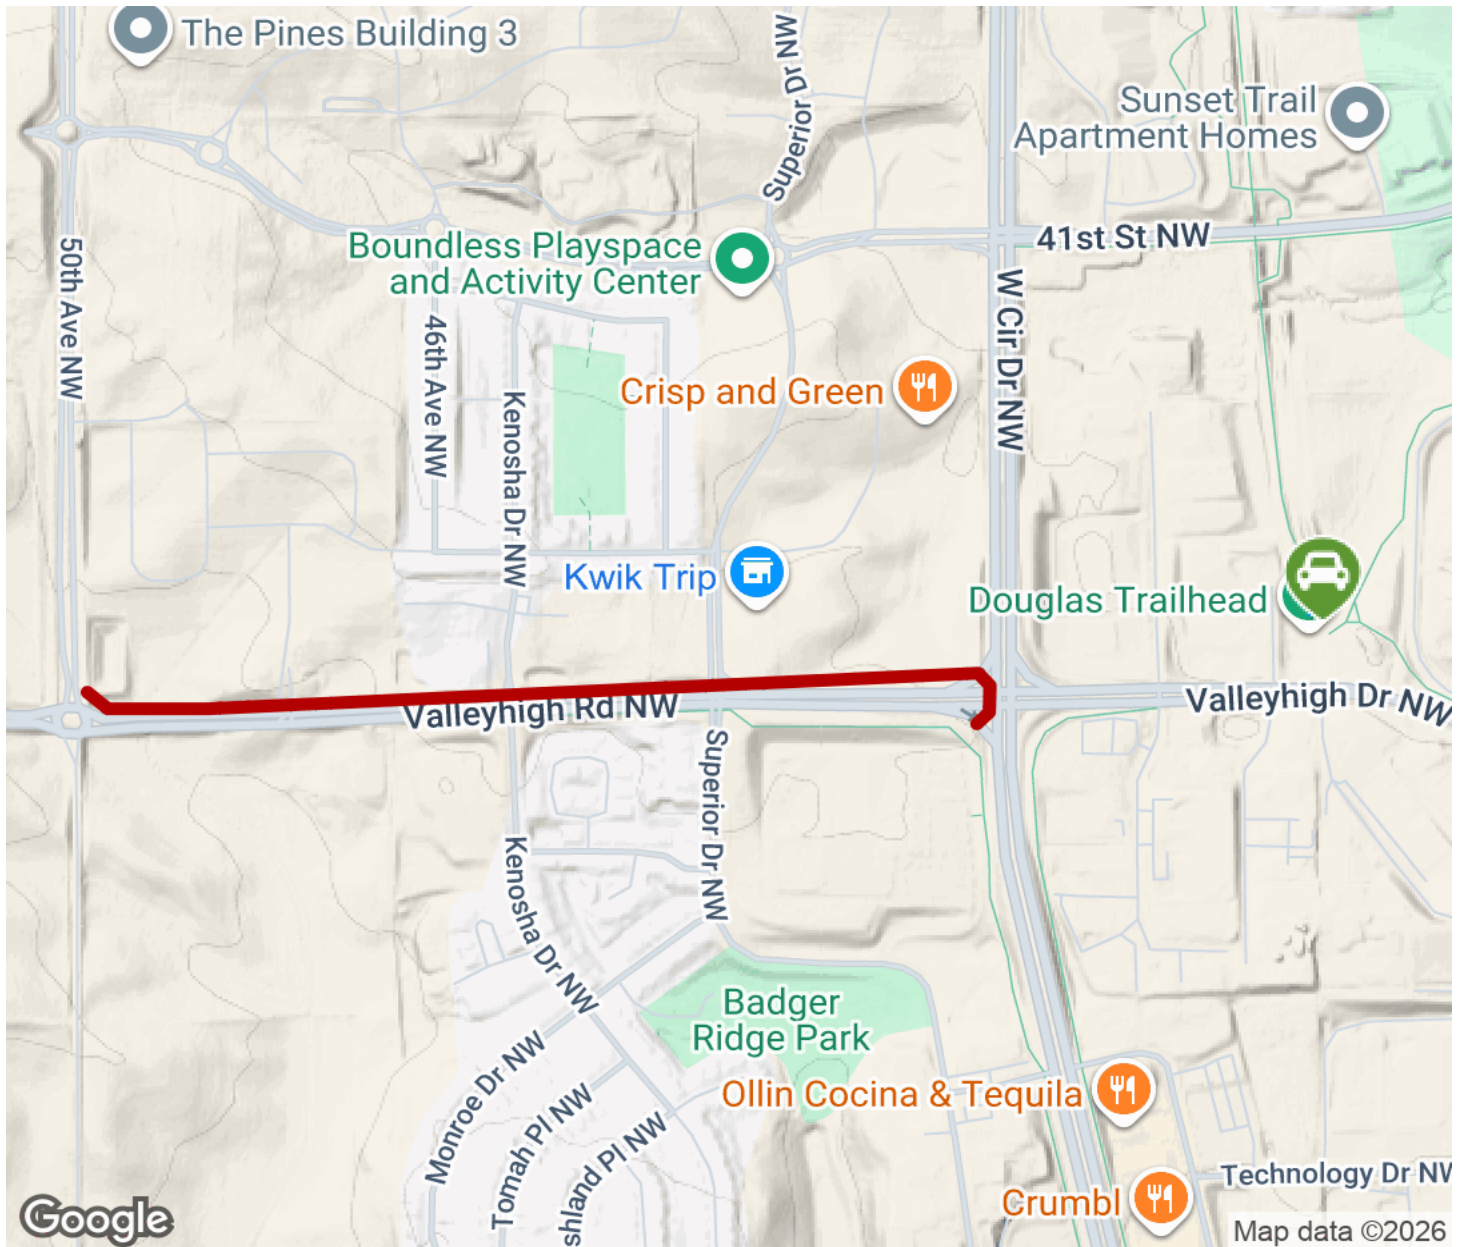 The Pines Building 3
Superior Dr NW
Sunset Trail
Apartment Homes
41st St NW
Boundless Playspace
and Activity Center
50th Ave NW
46th Ave NW
W Cir Dr NW
Crisp and Green
Kenosha Dr NW
Kwik Trip
Douglas Trailhead
Valleyhigh Rd NW
Valleyhigh Dr NW
Superior Dr NW
Kenosha Dr NW
Badger
Ridge Park
Monroe Dr NW
Tomah Pl NW
shland Pl NW
Ollin Cocina & Tequila
Technology Dr NW
Crumbl
Google
Map data ©2026